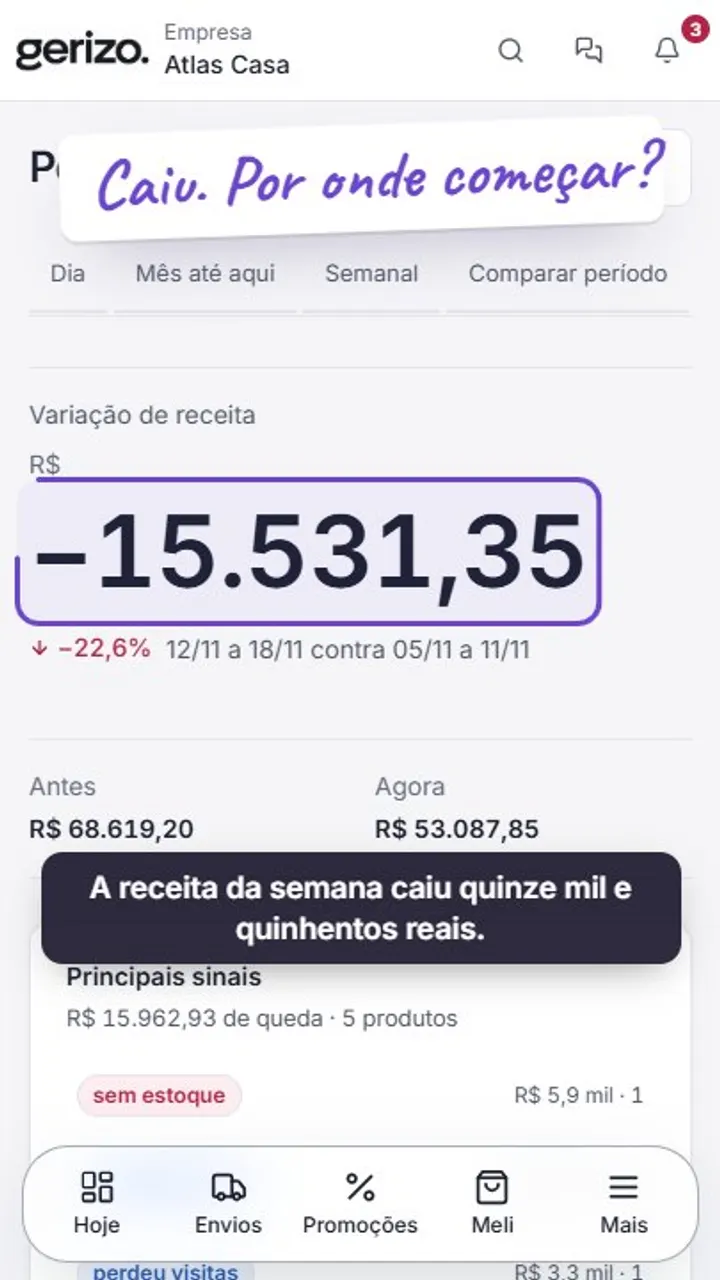 gerizo.
Empresa
Atlas Casa
3
Caiu. Por onde começar?
Dia
Mês até aqui
Semanal
Comparar período
Variação de receita
R$
−15.531,35
↓ −22,6% 12/11 a 18/11 contra 05/11 a 11/11
Antes
Agora
R$ 68.619,20
R$ 53.087,85
A receita da semana caiu quinze mil e
quinhentos reais.
Principais sinais
R$ 15.962,93 de queda · 5 produtos
sem estoque
R$ 5,9 mil · 1
Hoje
Envios
Promoções
Meli
Mais
perdeu visitas
R$ 3,3 mil · 1